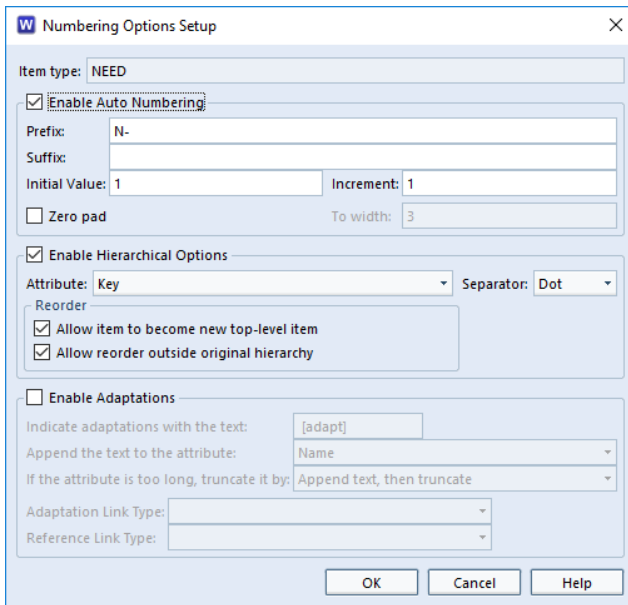 W Numbering Options Setup
Item type: NEED
Enable Auto Numbering
Prefix: N-
Suffix:
Initial Value: 1 Increment: 1
Zero pad To width: 3
Enable Hierarchical Options
Attribute: Key Separator: Dot
Reorder
Allow item to become new top-level item
Allow reorder outside original hierarchy
Enable Adaptations
Indicate adaptations with the text: [adapt]
Append the text to the attribute: Name
If the attribute is too long, truncate it by: Append text, then truncate
Adaptation Link Type:
Reference Link Type:
OK Cancel Help